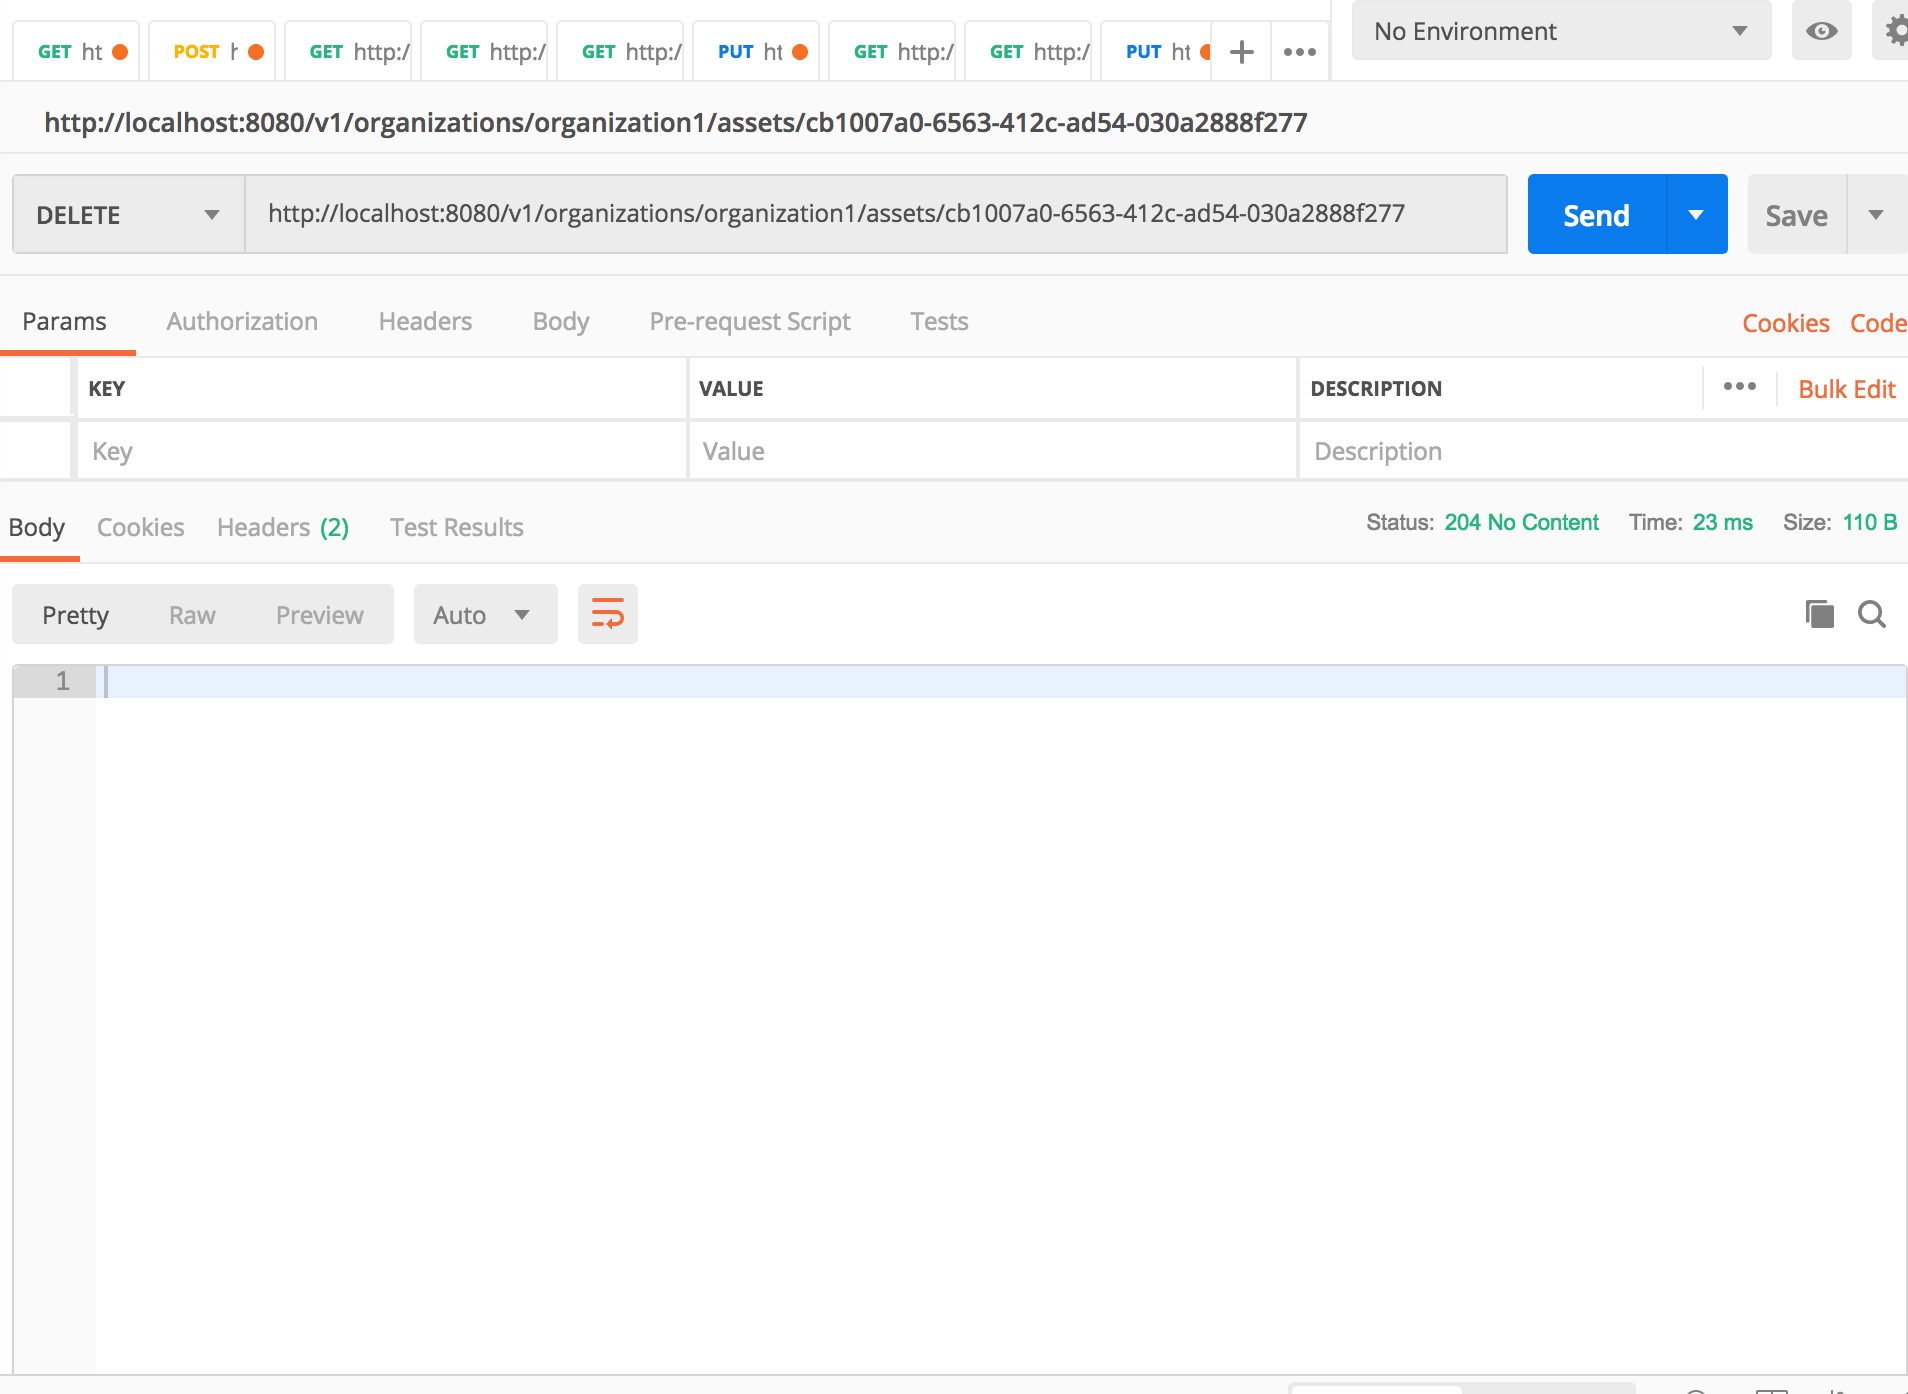 GET ht POST GET http:/ GET http:/ GET http:/ PUT ht GET http:/ GET http:/ PUT ht No Environment
http://localhost:8080/v1/organizations/organization1/assets/cb1007a0-6563-412c-ad54-030a2888f277
DELETE http://localhost:8080/v1/organizations/organization1/assets/cb1007a0-6563-412c-ad54-030a2888f277 Send Save
Params Authorization Headers Body Pre-request Script Tests Cookies Code
KEY VALUE DESCRIPTION Bulk Edit
Key Value Description
Body Cookies Headers (2) Test Results Status: 204 No Content Time: 23 ms Size: 110 B
Pretty Raw Preview Auto
1